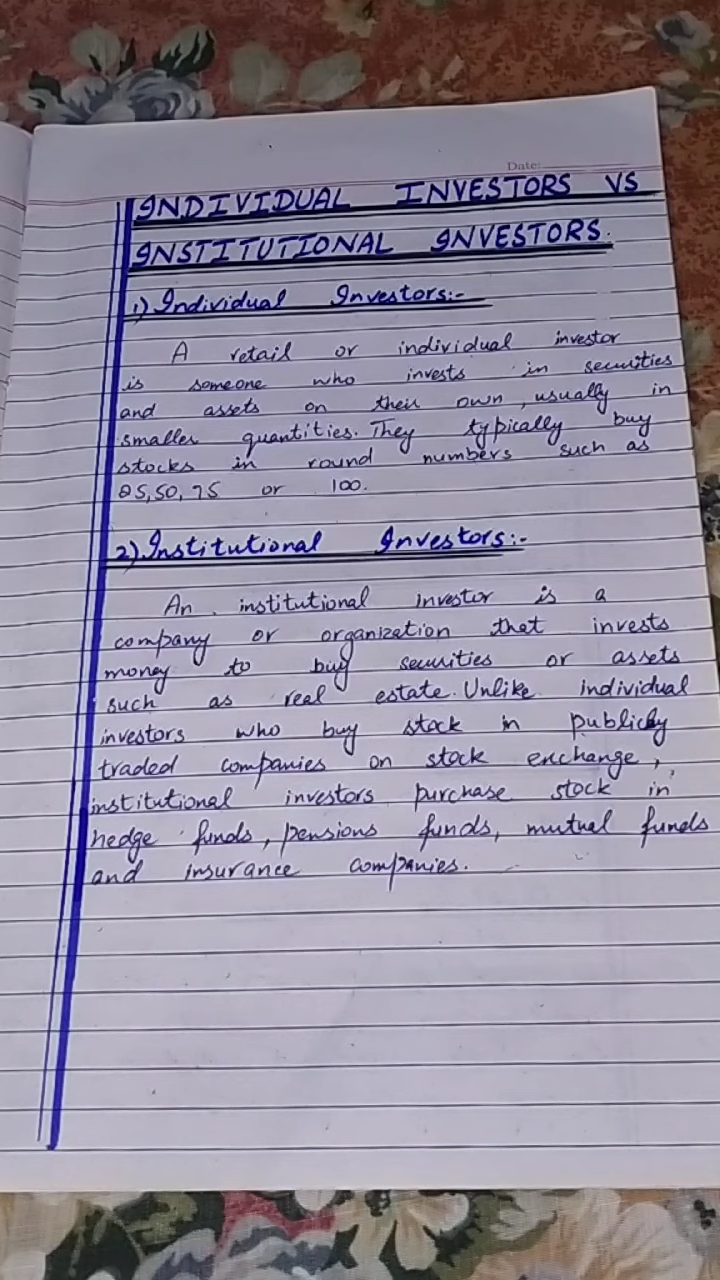 Date:
INDIVIDUAL INVESTORS VS
INSTITUTIONAL INVESTORS.
1) Individual Investors:-
A retail or individual investor
is someone who invests in securities
and assets on their own, usually in
smaller quantities. They typically buy
stocks in round numbers such as
25, 50, 75 or 100.
2) Institutional Investors:-
An institutional investor is a
company or organization that invests
money to buy securities or assets
such as real estate. Unlike individual
investors who buy stock in publicly
traded companies on stock exchange,
institutional investors purchase stock in
hedge funds, pensions funds, mutual funds
and insurance companies.